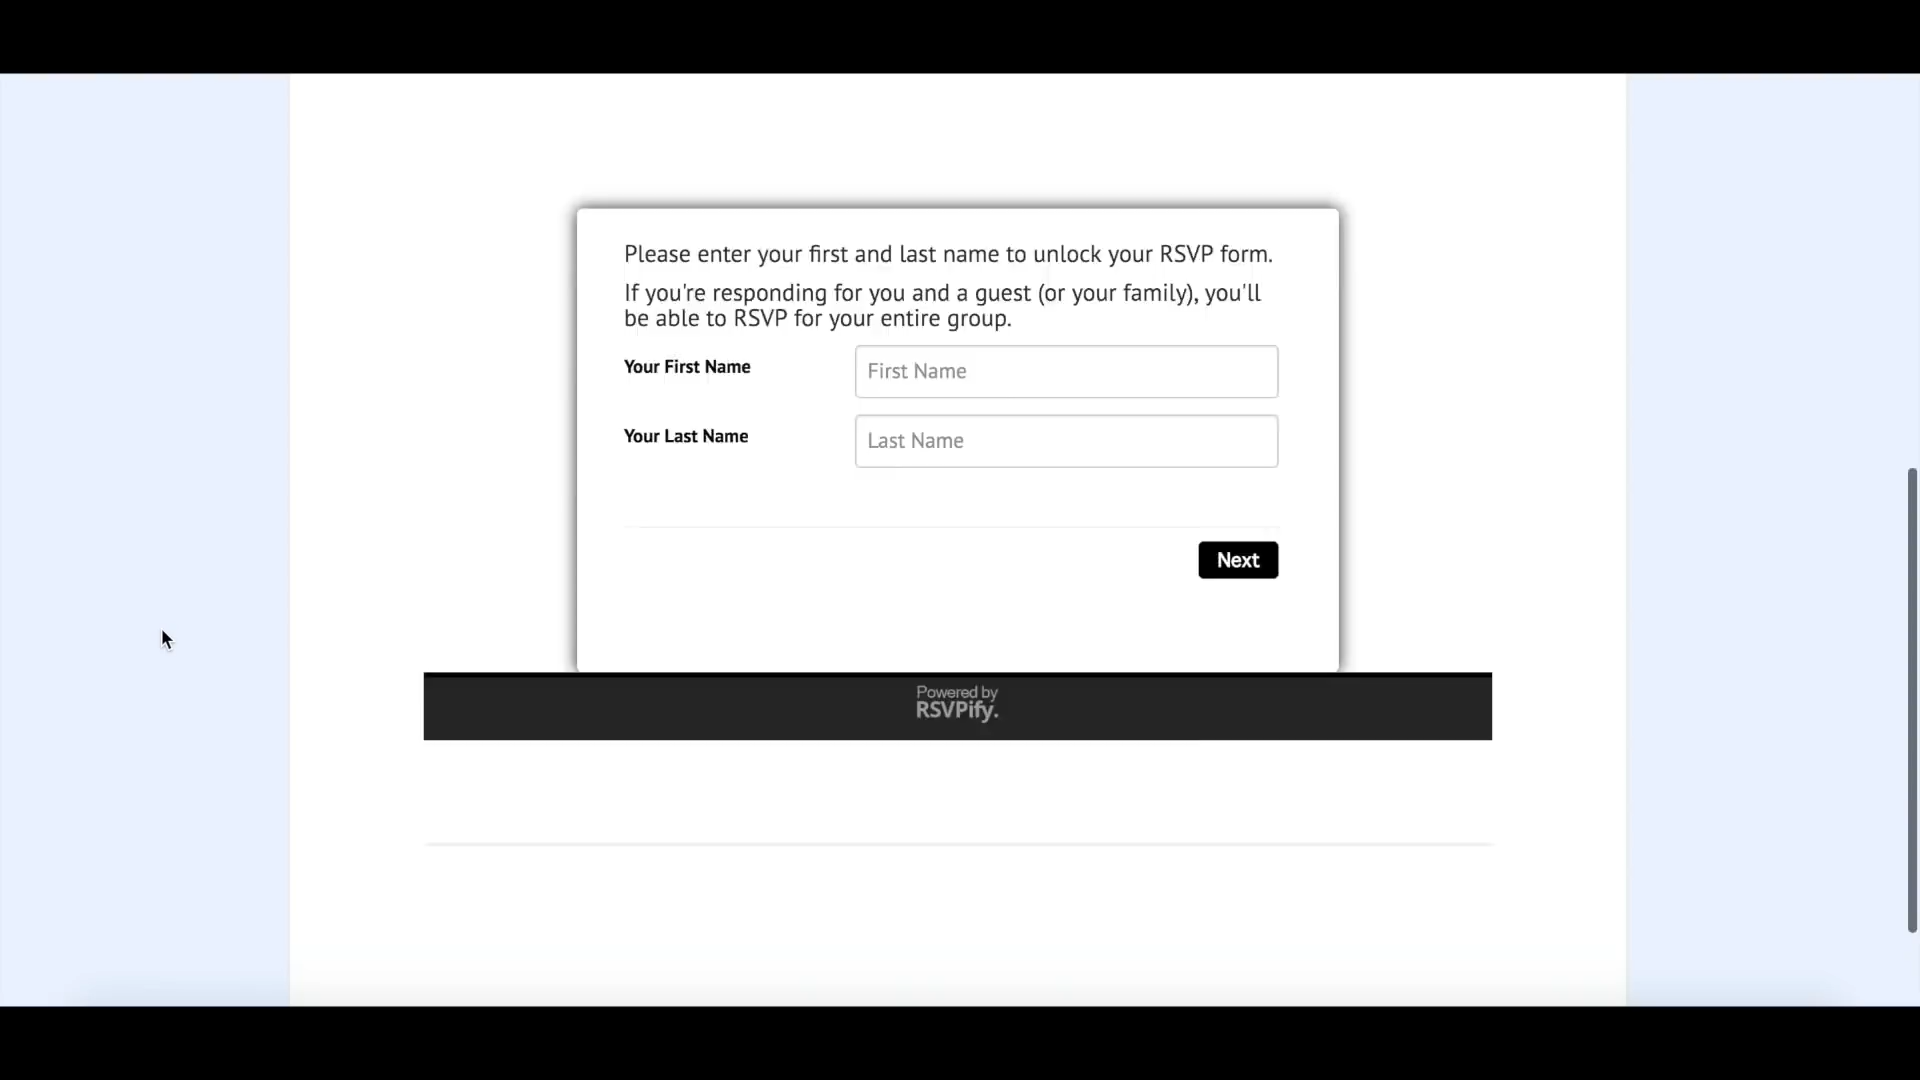 Please enter your first and last name to unlock your RSVP form.
If you're responding for you and a guest (or your family), you'll
be able to RSVP for your entire group.
Your First Name
First Name
Your Last Name
Last Name
Next
Powered by
RSVPify.